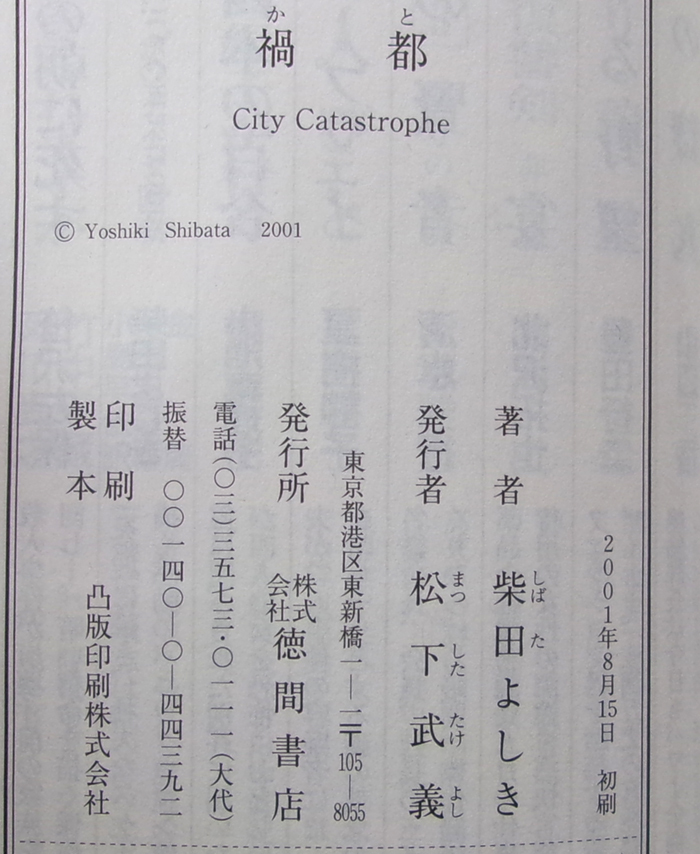 か と
禍都
City Catastrophe
© Yoshiki Shibata 2001
2001年8月15日 初刷
しば た
著者 柴田よしき
まつ した たけ よし
発行者 松下武義
東京都港区東新橋一―一〒105―8055
発行所 株式会社徳間書店
電話(〇三)三五七三・〇一一一(大代)
振替 〇〇一四〇―〇―四四三九二
印刷
製本
凸版印刷株式会社